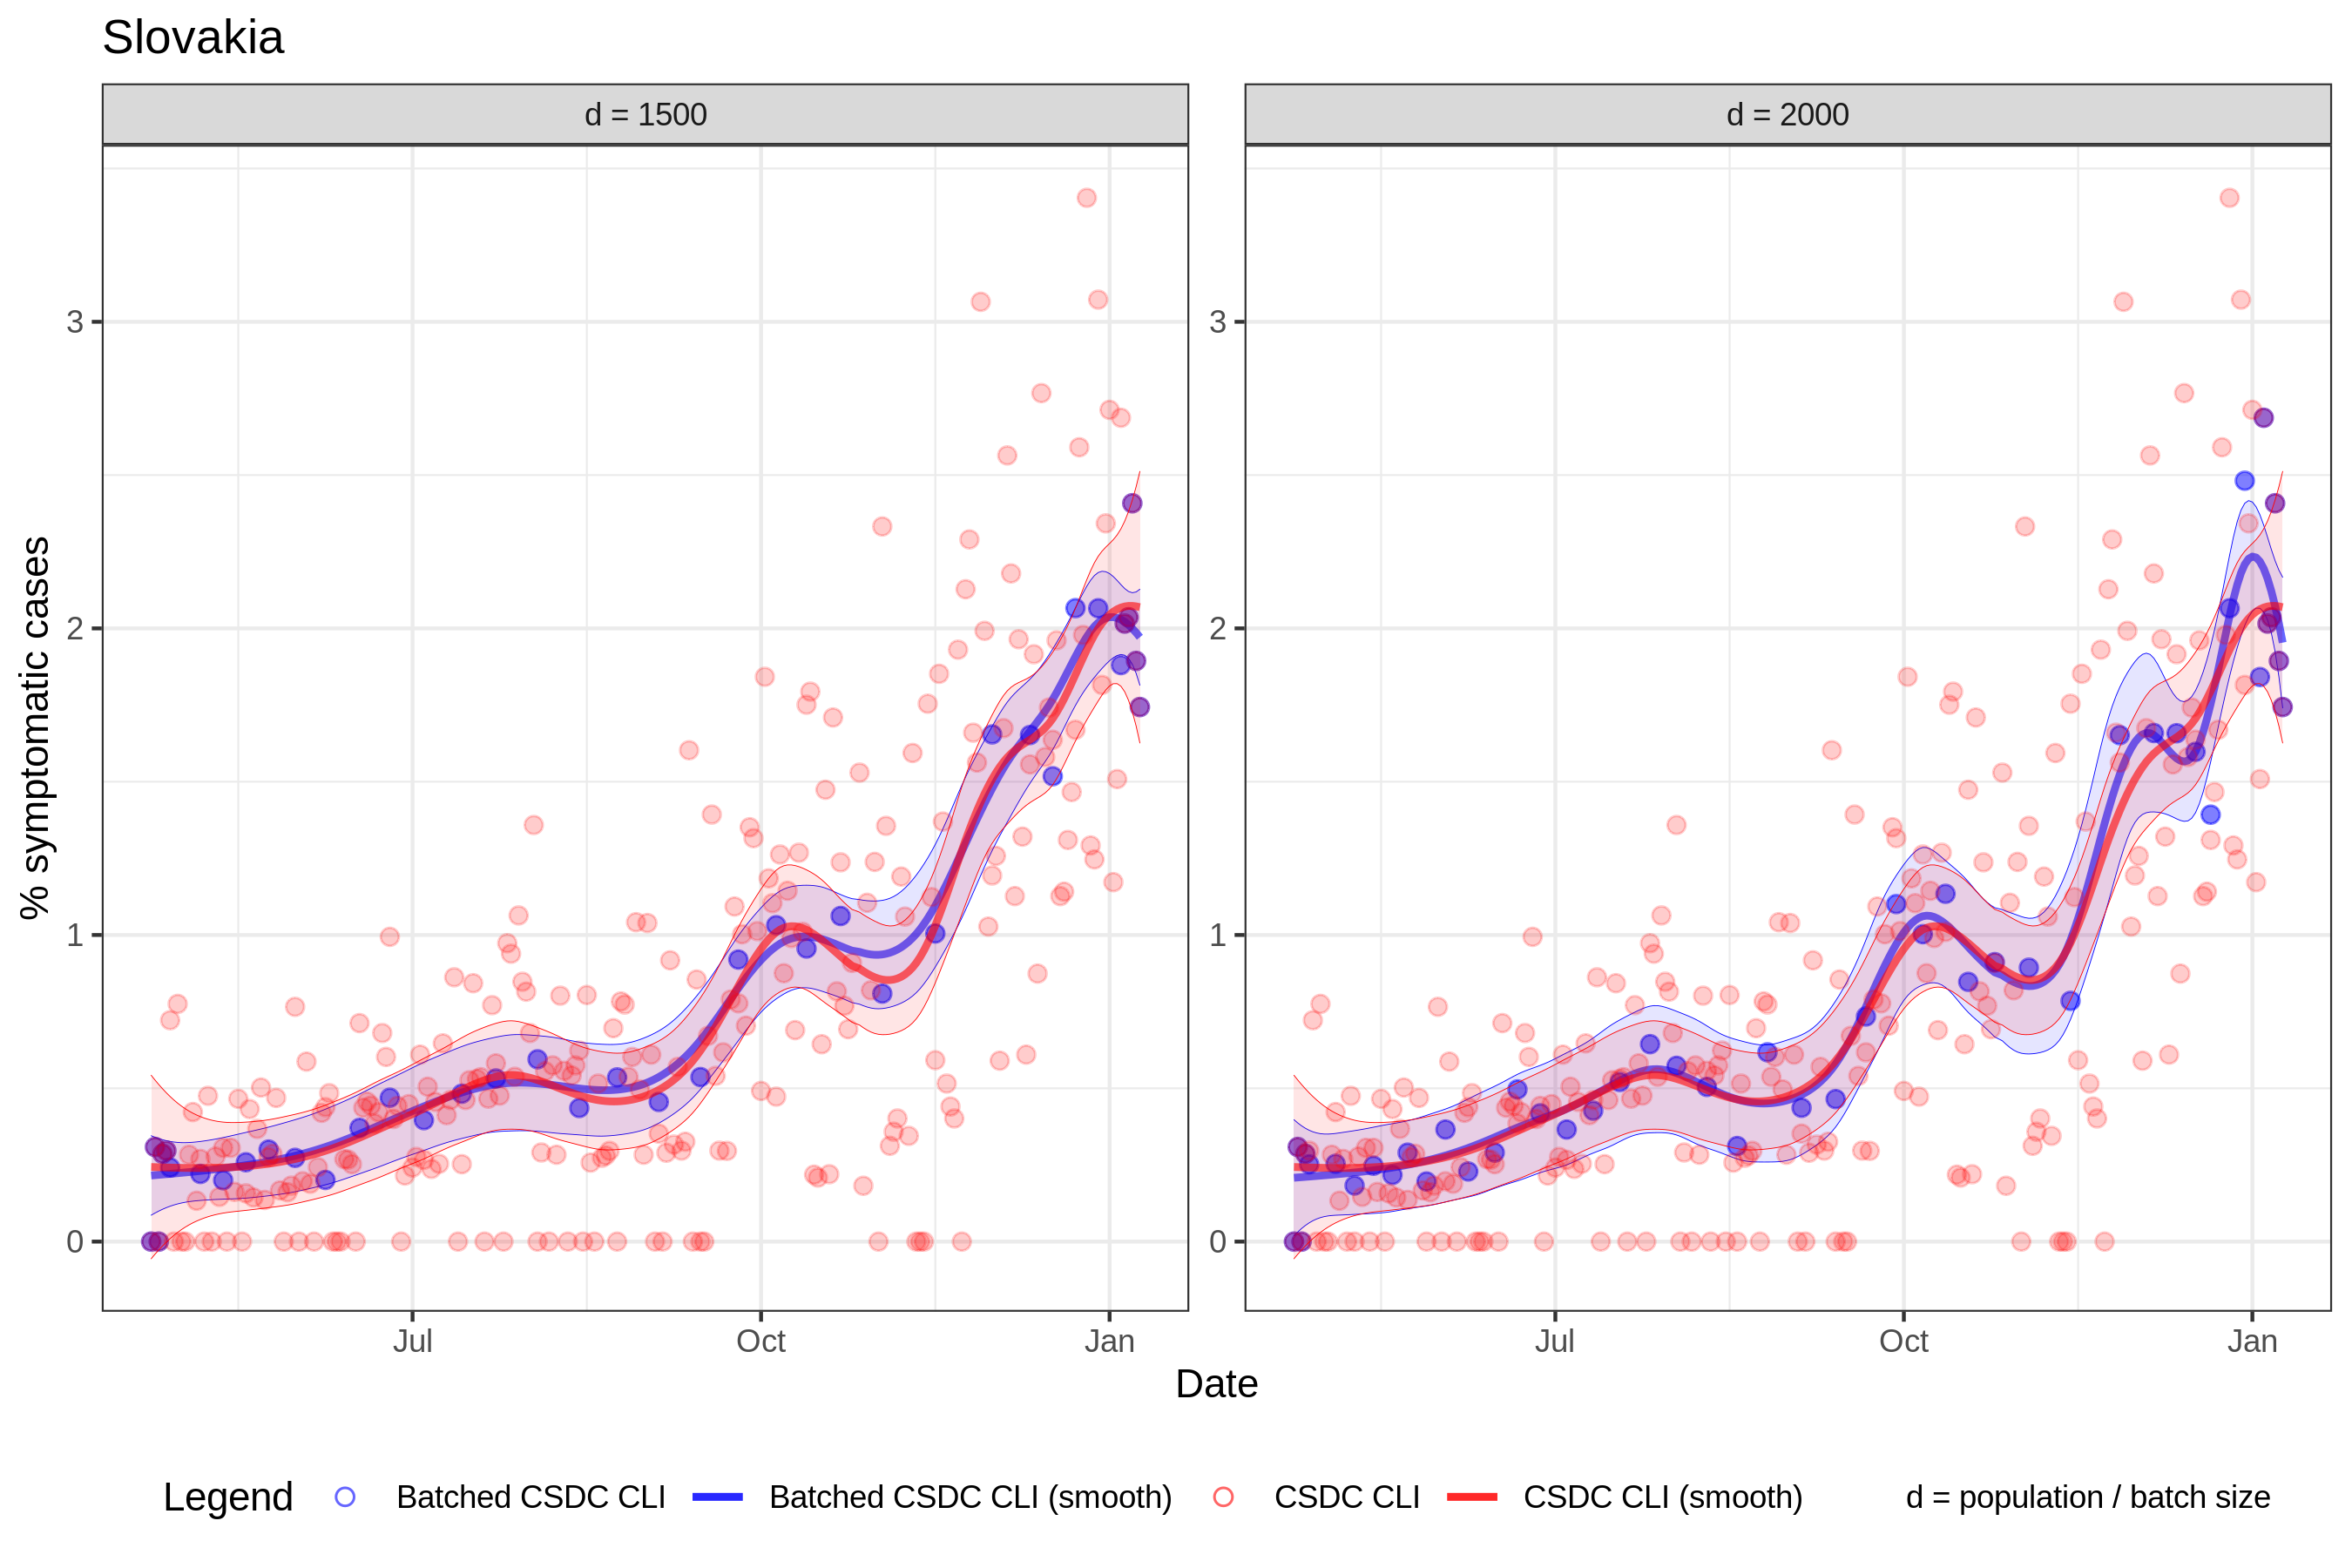 Slovakia
d = 1500
d = 2000
% symptomatic cases
3
2
1
0
3
2
1
0
Jul
Oct
Jan
Jul
Oct
Jan
Date
Legend
Batched CSDC CLI
Batched CSDC CLI (smooth)
CSDC CLI
CSDC CLI (smooth)
d = population / batch size